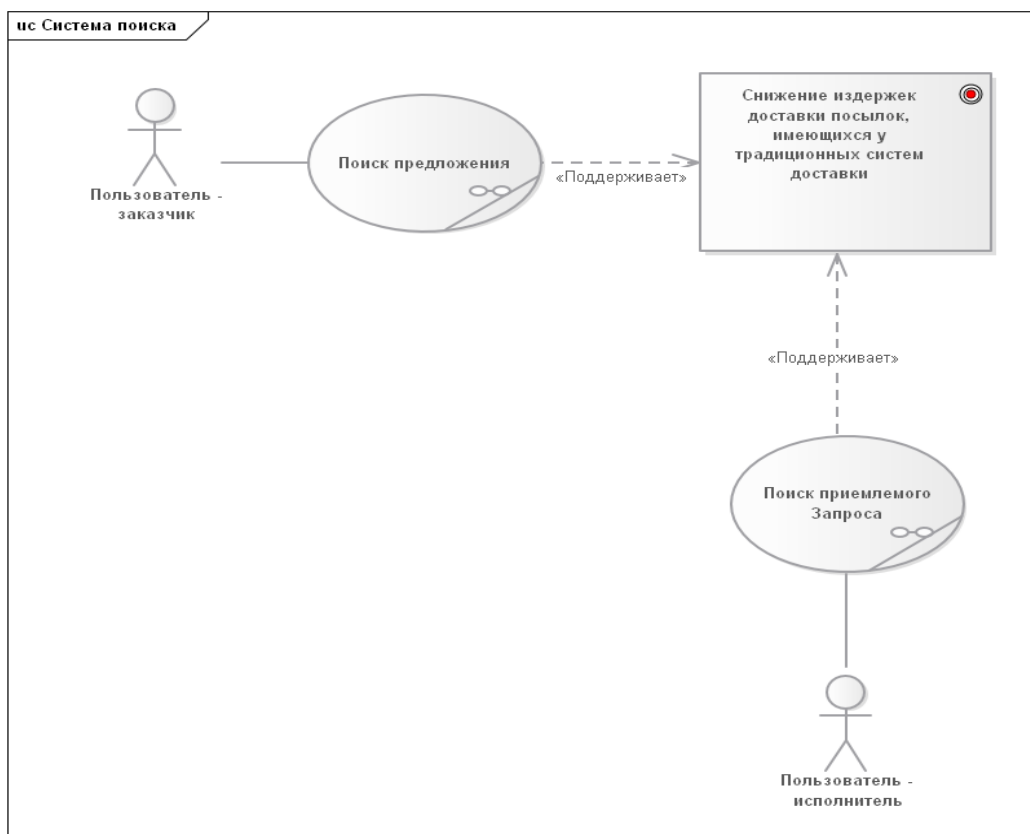 uc Система поиска
Пользователь -
заказчик
Поиск предложения
«Поддерживает»
Снижение издержек
доставки посылок,
имеющихся у
традиционных систем
доставки
«Поддерживает»
Поиск приемлемого
Запроса
Пользователь -
исполнитель